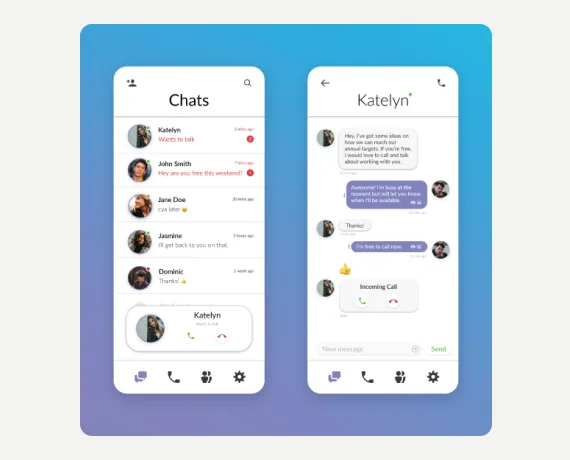 Chats
Katelyn
2 mins ago
Wants to talk
John Smith
7 mins ago
Hey are you free this weekend?
Jane Doe
20 mins ago
cya later 😄
Jasmine
2 hours ago
I'll get back to you on that.
Dominic
1 week ago
Thanks! 👍
Katelyn
Wants to talk
Katelyn
Hey, I've got some ideas on
how we can reach our
annual targets. If you're free,
I would love to call and talk
about working with you.
Awesome! I'm busy at the
moment but will let you know
when I'll be available.
Thanks!
I'm free to call now.
👍
Incoming Call
New message
Send